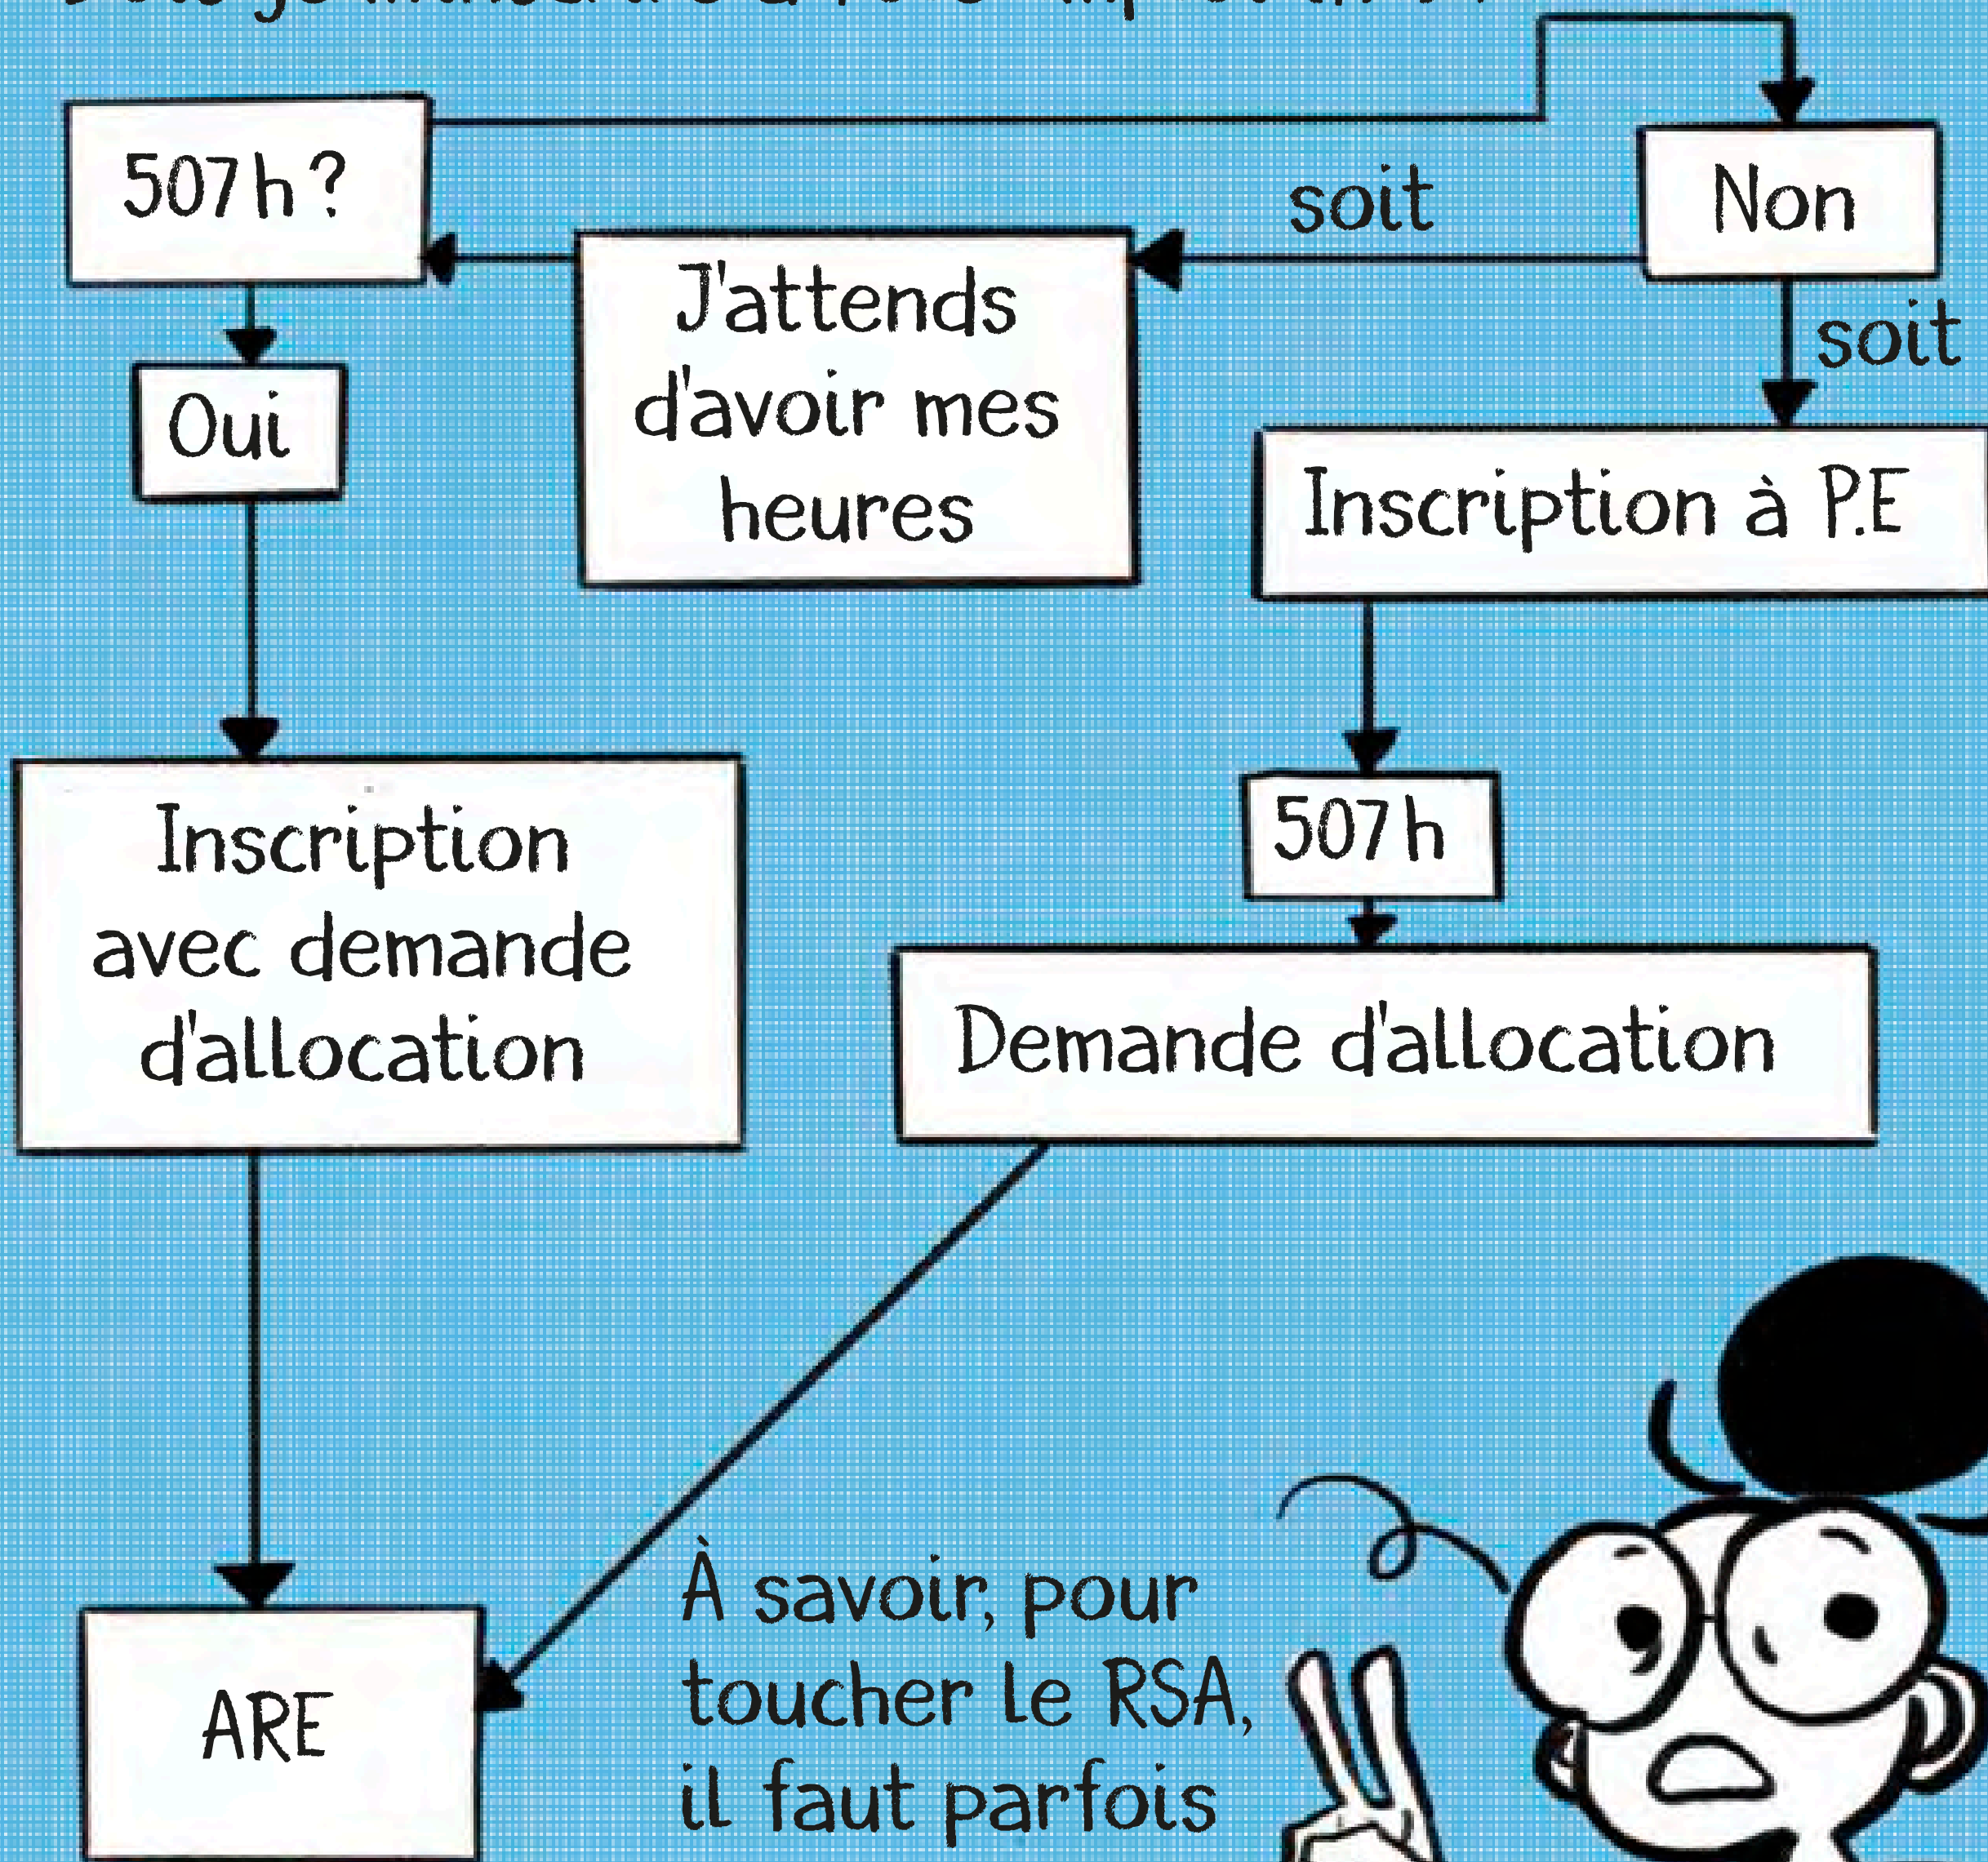 507h?
Non
soit
soit
J'attends
d'avoir mes
heures
Oui
Inscription à P.E
Inscription
avec demande
d'allocation
507h
Demande d'allocation
ARE
À savoir, pour
toucher le RSA,
il faut parfois